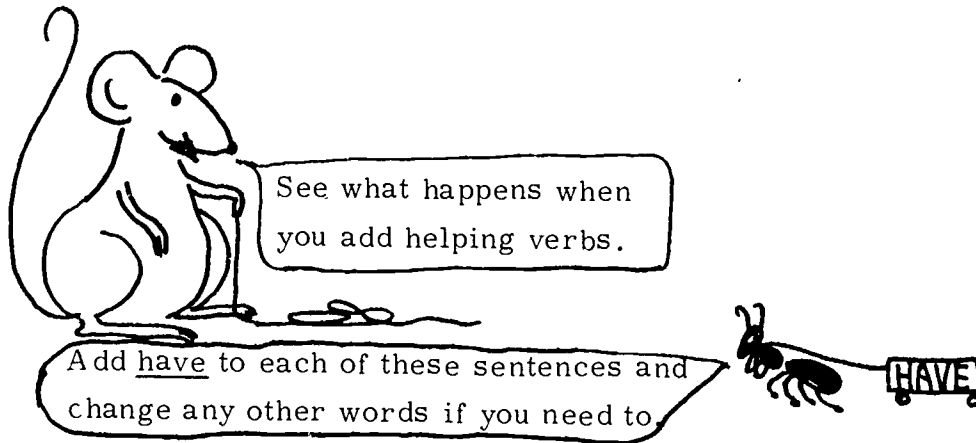 See what happens when
you add helping verbs.
Add have to each of these sentences and
change any other words if you need to.
HAVE